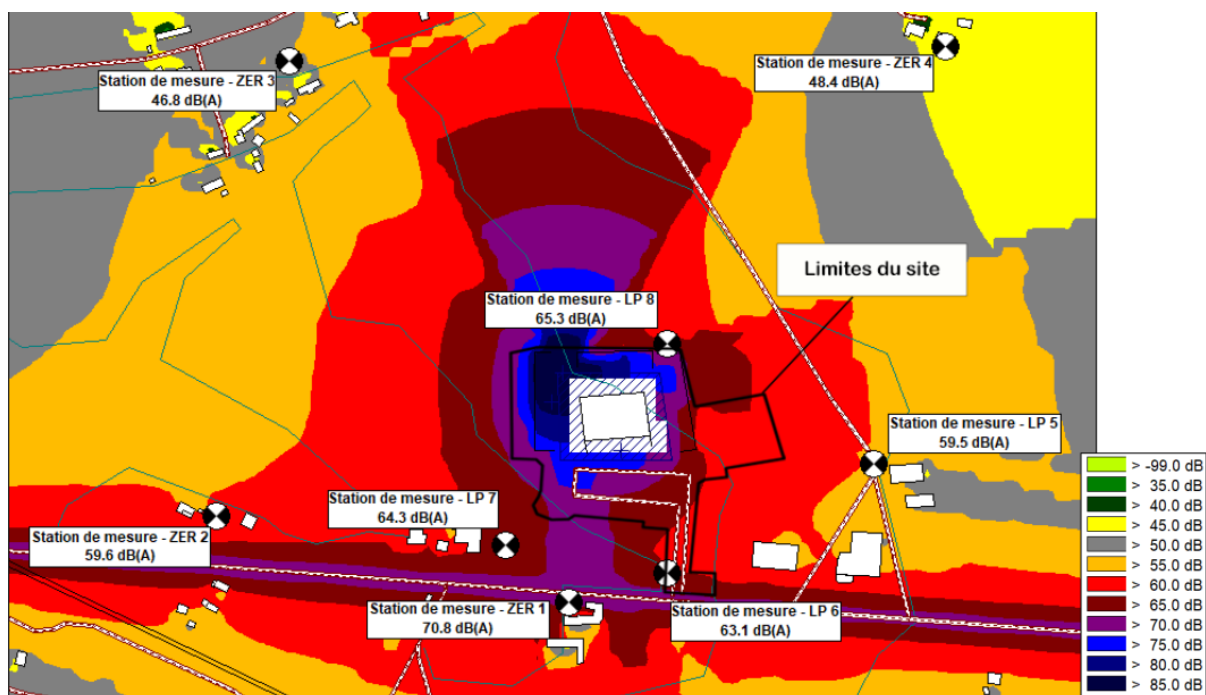 Station de mesure - ZER 3
46.8 dB(A)
Station de mesure - ZER 4
48.4 dB(A)
Limites du site
Station de mesure - LP 8
65.3 dB(A)
Station de mesure - LP 5
59.5 dB(A)
Station de mesure - LP 7
64.3 dB(A)
Station de mesure - ZER 2
59.6 dB(A)
Station de mesure - ZER 1
70.8 dB(A)
Station de mesure - LP 6
63.1 dB(A)
> -99.0 dB
> 35.0 dB
> 40.0 dB
> 45.0 dB
> 50.0 dB
> 55.0 dB
> 60.0 dB
> 65.0 dB
> 70.0 dB
> 75.0 dB
> 80.0 dB
> 85.0 dB